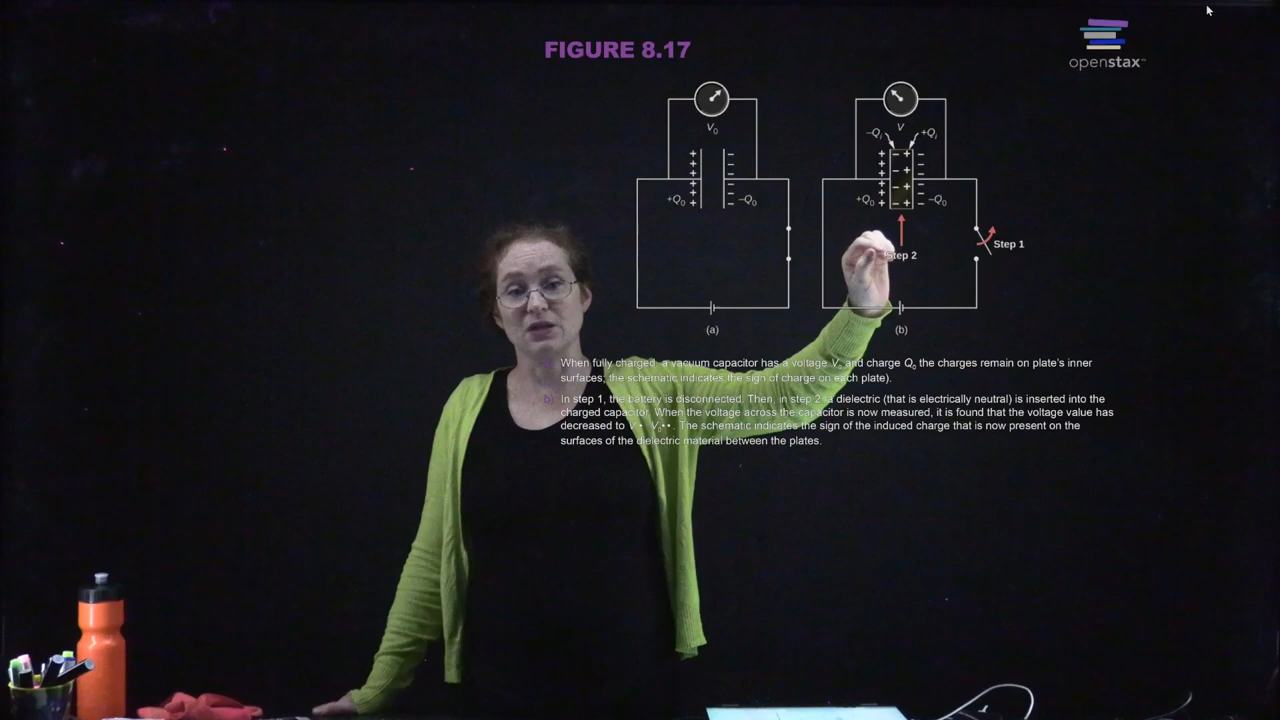 FIGURE 8.17
openstax™
V₀
V
–Qᵢ
+Qᵢ
+Q₀
–Q₀
+Q₀
–Q₀
Step 1
Step 2
(a)
(b)
a) When fully charged, a vacuum capacitor has a voltage V₀ and charge Q₀ the charges remain on plate's inner
surfaces; the schematic indicates the sign of charge on each plate).
b) In step 1, the battery is disconnected. Then, in step 2, a dielectric (that is electrically neutral) is inserted into the
charged capacitor. When the voltage across the capacitor is now measured, it is found that the voltage value has
decreased to V • V₀••. The schematic indicates the sign of the induced charge that is now present on the
surfaces of the dielectric material between the plates.